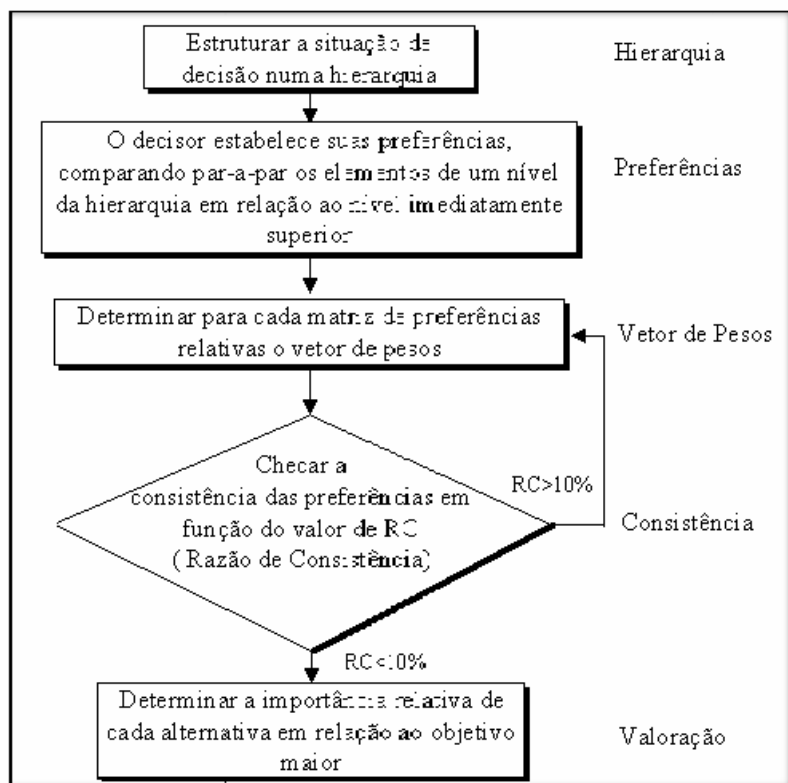 Estruturar a situação de
decisão numa hierarquia
Hierarquia
O decisor estabelece suas preferências,
comparando par-a-par os elementos de um nível
da hierarquia em relação ao nível imediatamente
superior
Preferências
Determinar para cada matriz de preferências
relativas o vetor de pesos
Vetor de Pesos
Checar a
consistência das preferências em
função do valor de RC
( Razão de Consistência)
RC>10%
Consistência
RC<10%
Determinar a importância relativa de
cada alternativa em relação ao objetivo
maior
Valoração